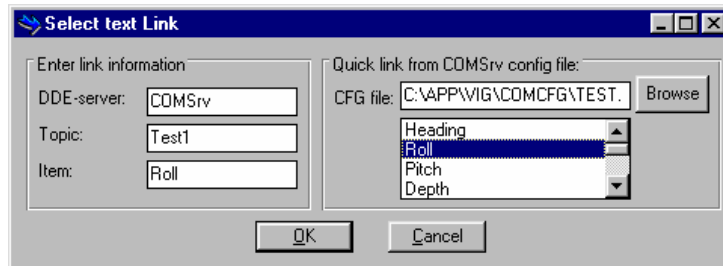 Select text Link
Enter link information
DDE-server: COMSrv
Topic: Test1
Item: Roll
Quick link from COMSrv config file:
CFG file: C:\APP\VIG\COMCFG\TEST. Browse
Heading
Roll
Pitch
Depth
OK Cancel